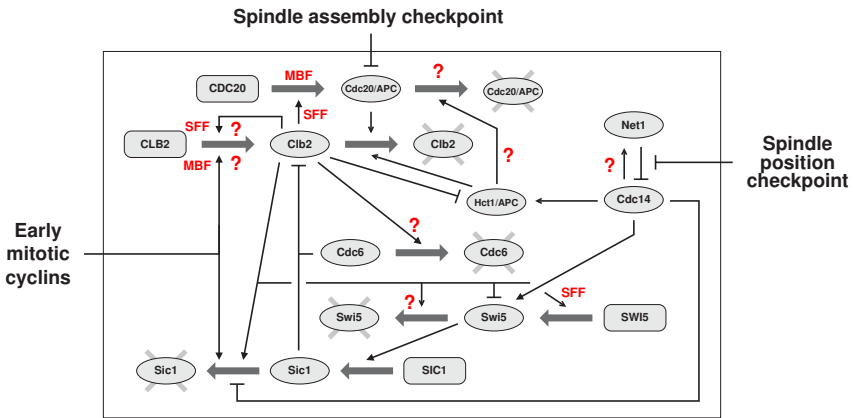 Spindle assembly checkpoint
MBF
?
CDC20
Cdc20/APC
Cdc20/APC
SFF
SFF
?
CLB2
Clb2
Clb2
MBF
?
?
Net1
?
Spindle
position
checkpoint
Hct1/APC
Cdc14
Early
mitotic
cyclins
?
Cdc6
Cdc6
SFF
?
Swi5
Swi5
SWI5
Sic1
Sic1
SIC1